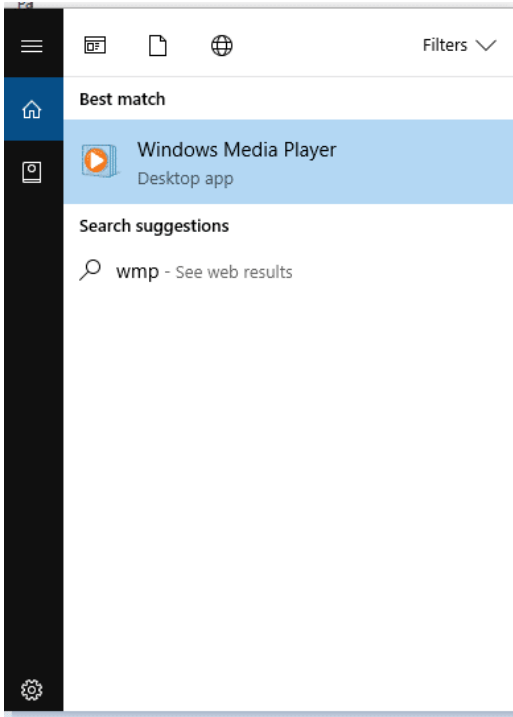 Filters
Best match
Windows Media Player
Desktop app
Search suggestions
wmp - See web results